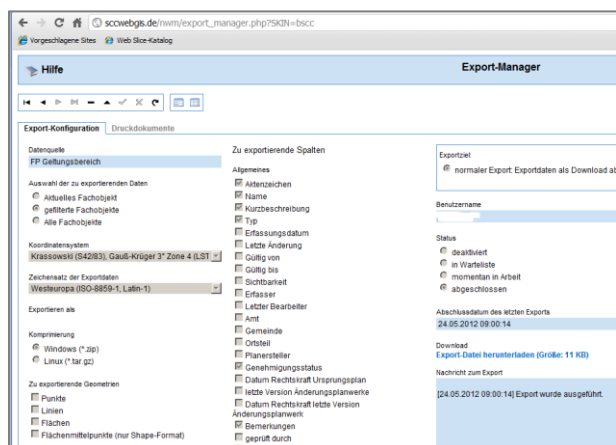 sccwebgis.de/nwm/export_manager.php?SKIN=bscc
Vorgeschlagene Sites Web Slice-Katalog
Hilfe
Export-Manager
Export-Konfiguration Druckdokumente
Datenquelle
FP Geltungsbereich
Auswahl der zu exportierenden Daten
Aktuelles Fachobjekt
gefilterte Fachobjekte
Alle Fachobjekte
Koordinatensystem
Krassowski (S42/83), Gauß-Krüger 3° Zone 4 (LST
Zeichensatz der Exportdaten
Westeuropa (ISO-8859-1, Latin-1)
Exportieren als
Komprimierung
Windows (*.zip)
Linux (*.tar.gz)
Zu exportierende Geometrien
Punkte
Linien
Flächen
Flächenmittelpunkte (nur Shape-Format)
Zu exportierende Spalten
Allgemeines
Aktenzeichen
Name
Kurzbeschreibung
Typ
Erfassungsdatum
Letzte Änderung
Gültig von
Gültig bis
Sichtbarkeit
Erfasser
Letzter Bearbeiter
Amt
Gemeinde
Ortsteil
Planersteller
Genehmigungsstatus
Datum Rechtskraft Ursprungsplan
letzte Version Änderungsplanwerke
Datum Rechtskraft letzte Version
Änderungsplanwerk
Bemerkungen
geprüft durch
Exportziel
normaler Export: Exportdaten als Download ab
Benutzername
Status
deaktiviert
in Warteliste
momentan in Arbeit
abgeschlossen
Abschlussdatum des letzten Exports
24.05.2012 09:00:14
Download
Export-Datei herunterladen (Größe: 11 KB)
Nachricht zum Export
[24.05.2012 09:00:14] Export wurde ausgeführt.